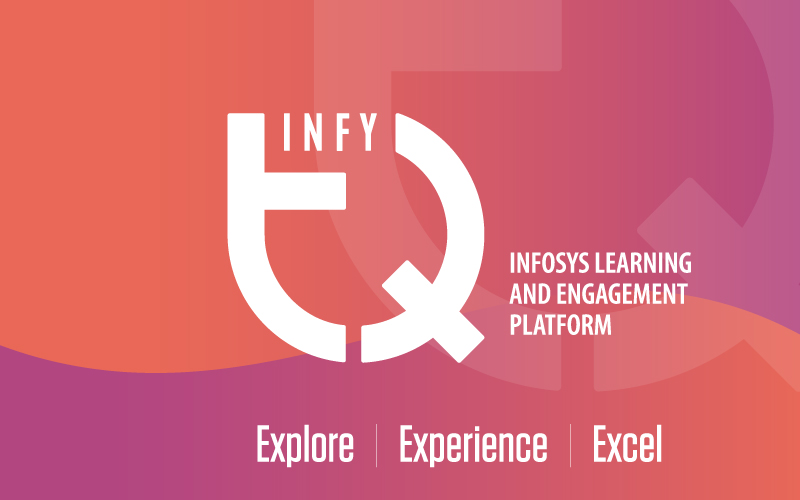 INFY
tQ
INFOSYS LEARNING
AND ENGAGEMENT
PLATFORM
Explore | Experience | Excel